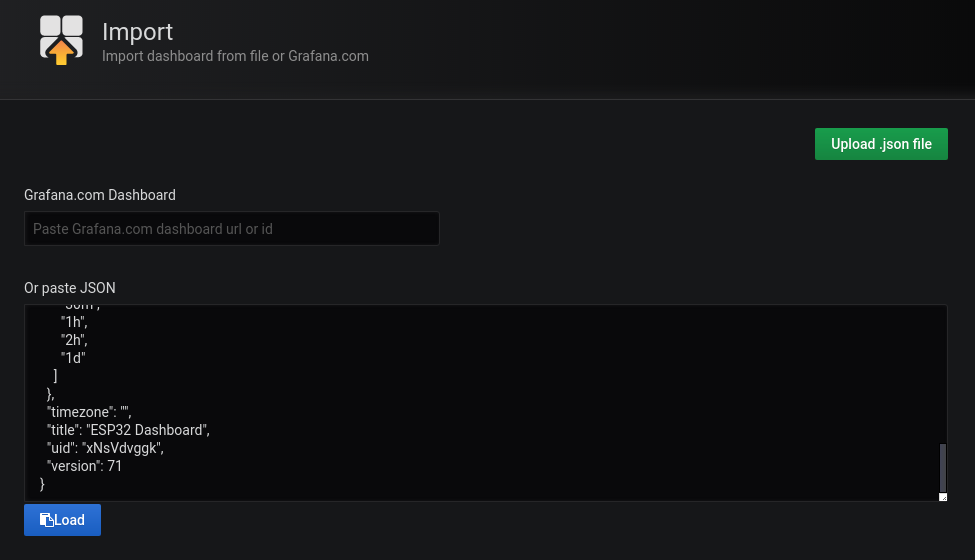 Import
Import dashboard from file or Grafana.com
Upload .json file
Grafana.com Dashboard
Paste Grafana.com dashboard url or id
Or paste JSON
"30m",
"1h",
"2h",
"1d"
]
},
"timezone": "",
"title": "ESP32 Dashboard",
"uid": "xNsVdvggk",
"version": 71
}
Load